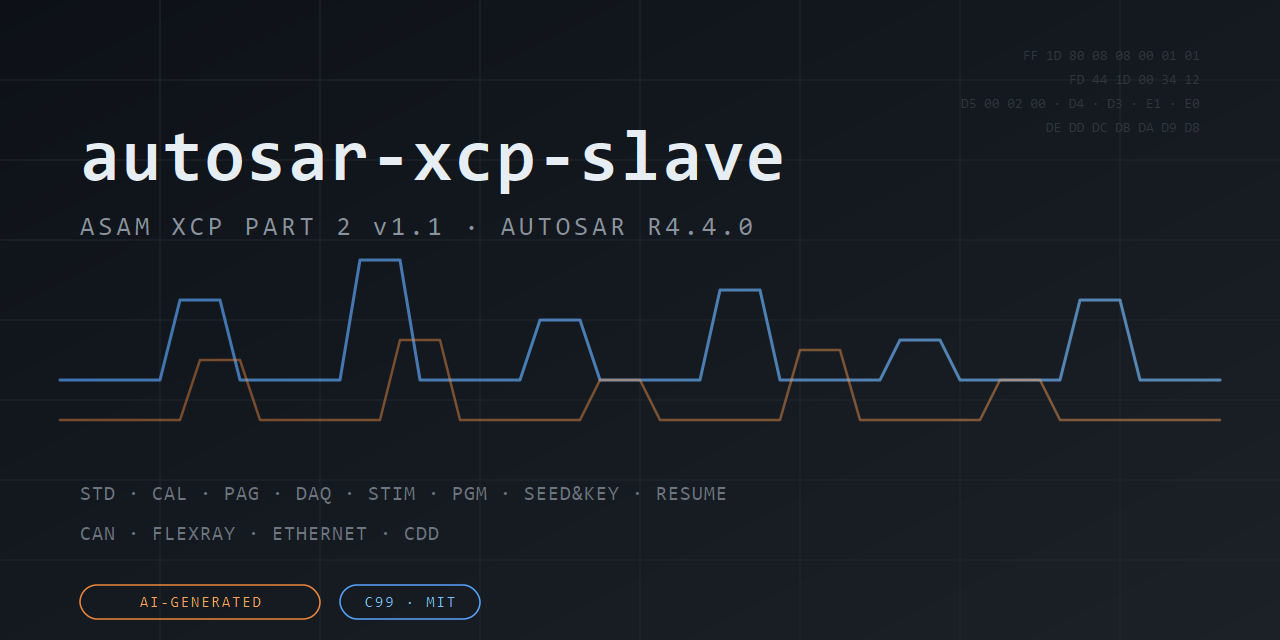 FF 1D 80 08 08 00 01 01
FD 44 1D 00 34 12
D5 00 02 00 · D4 · D3 · E1 · E0
DE DD DC DB DA D9 D8
autosar-xcp-slave
ASAM XCP PART 2 v1.1 · AUTOSAR R4.4.0
STD · CAL · PAG · DAQ · STIM · PGM · SEED&KEY · RESUME
CAN · FLEXRAY · ETHERNET · CDD
AI-GENERATED
C99 · MIT